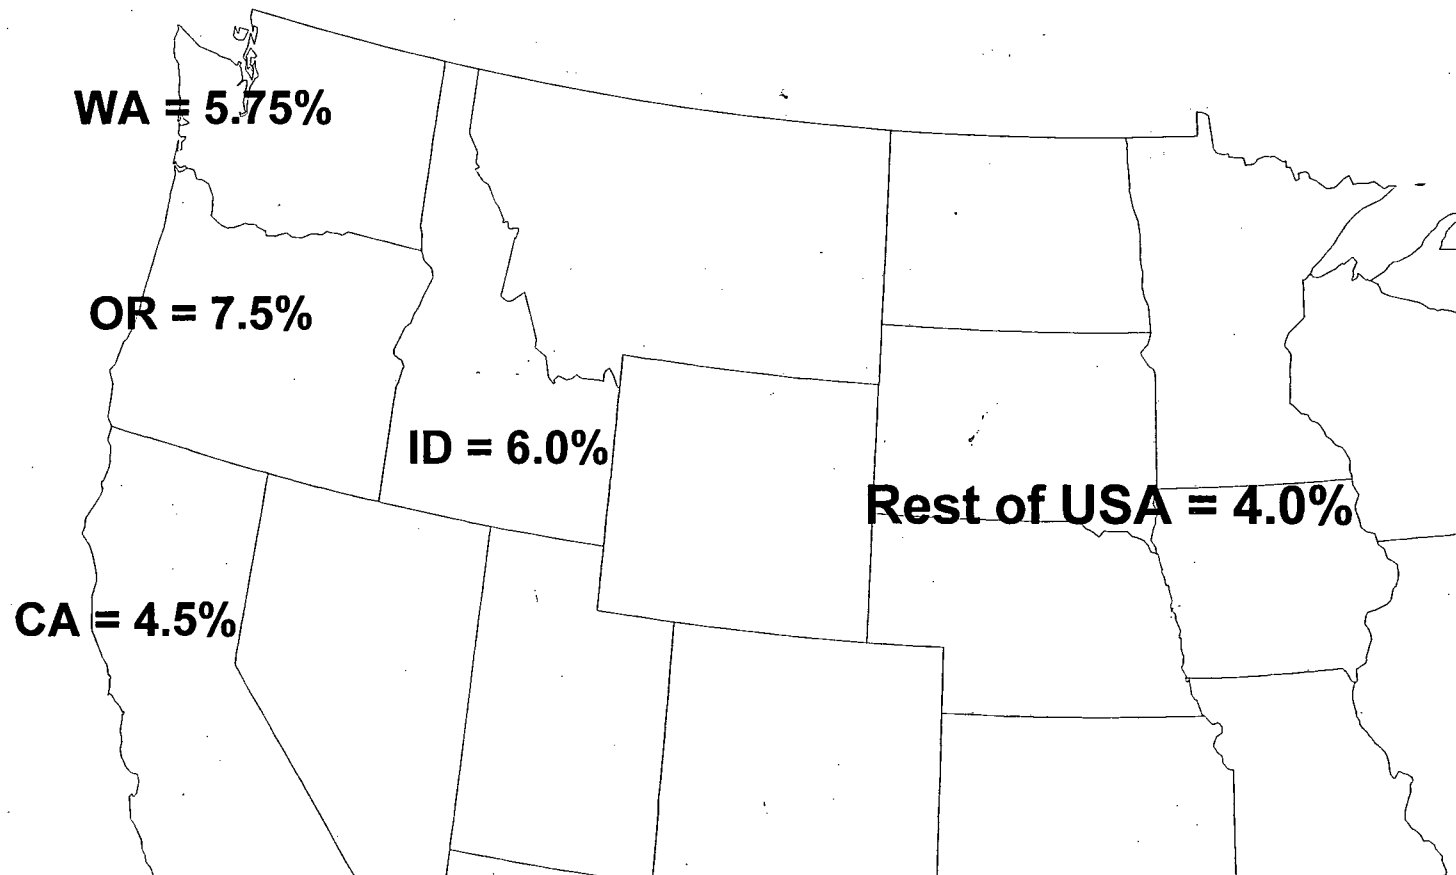 WA = 5.75%
OR = 7.5%
ID = 6.0%
Rest of USA = 4.0%
CA = 4.5%